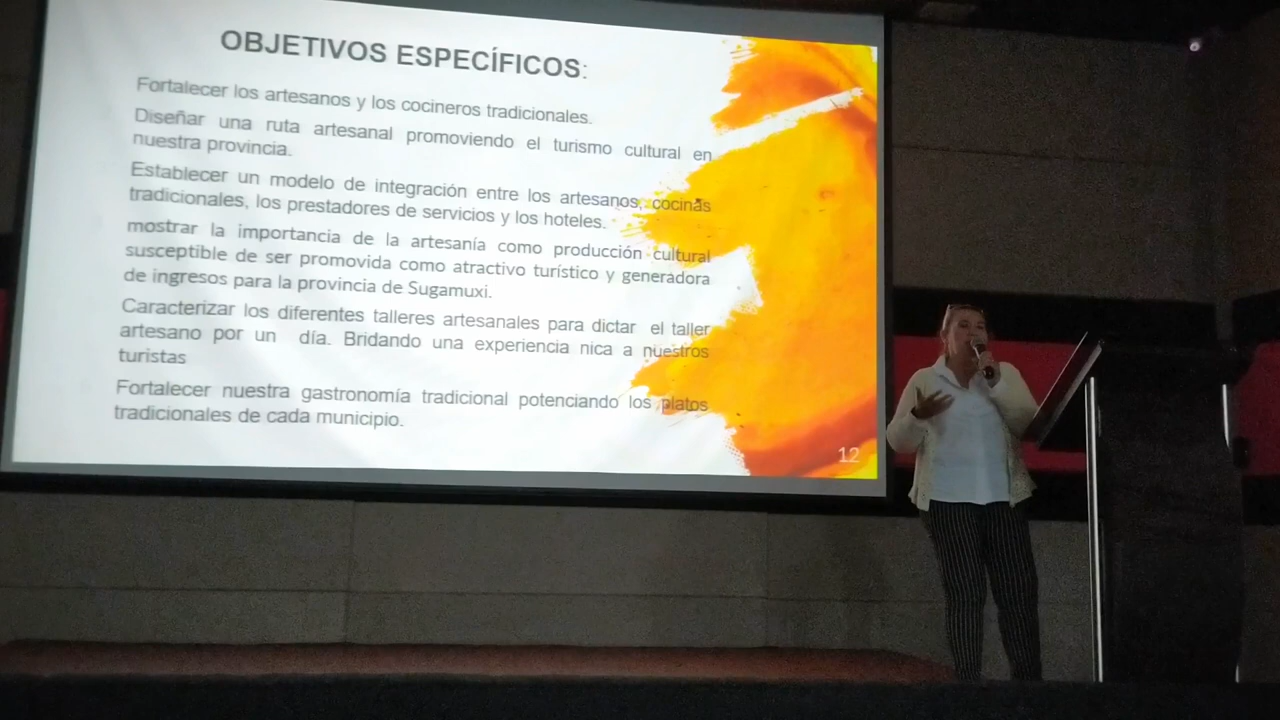 OBJETIVOS ESPECÍFICOS:
Fortalecer los artesanos y los cocineros tradicionales.
Diseñar una ruta artesanal promoviendo el turismo cultural en
nuestra provincia.
Establecer un modelo de integración entre los artesanos, cocinas
tradicionales, los prestadores de servicios y los hoteles.
mostrar la importancia de la artesanía como producción cultural
susceptible de ser promovida como atractivo turístico y generadora
de ingresos para la provincia de Sugamuxi.
Caracterizar los diferentes talleres artesanales para dictar el taller
artesano por un día. Bridando una experiencia nica a nuestros
turistas
Fortalecer nuestra gastronomía tradicional potenciando los platos
tradicionales de cada municipio.
12